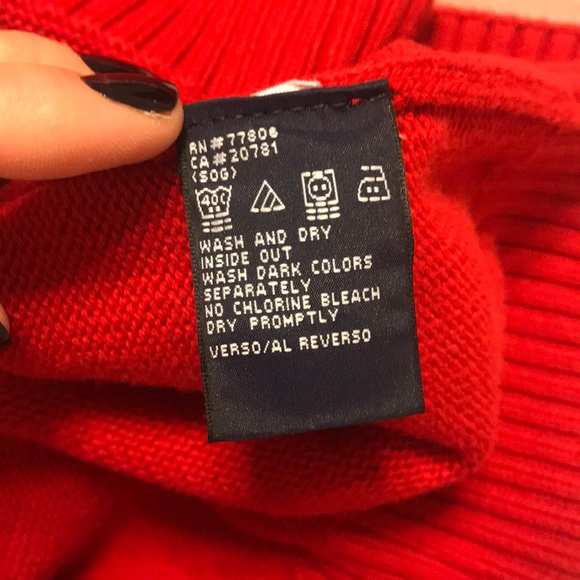 RN#77806
CA#20781
(SOG)
40C
WASH AND DRY
INSIDE OUT
WASH DARK COLORS
SEPARATELY
NO CHLORINE BLEACH
DRY PROMPTLY
VERSO/AL REVERSO